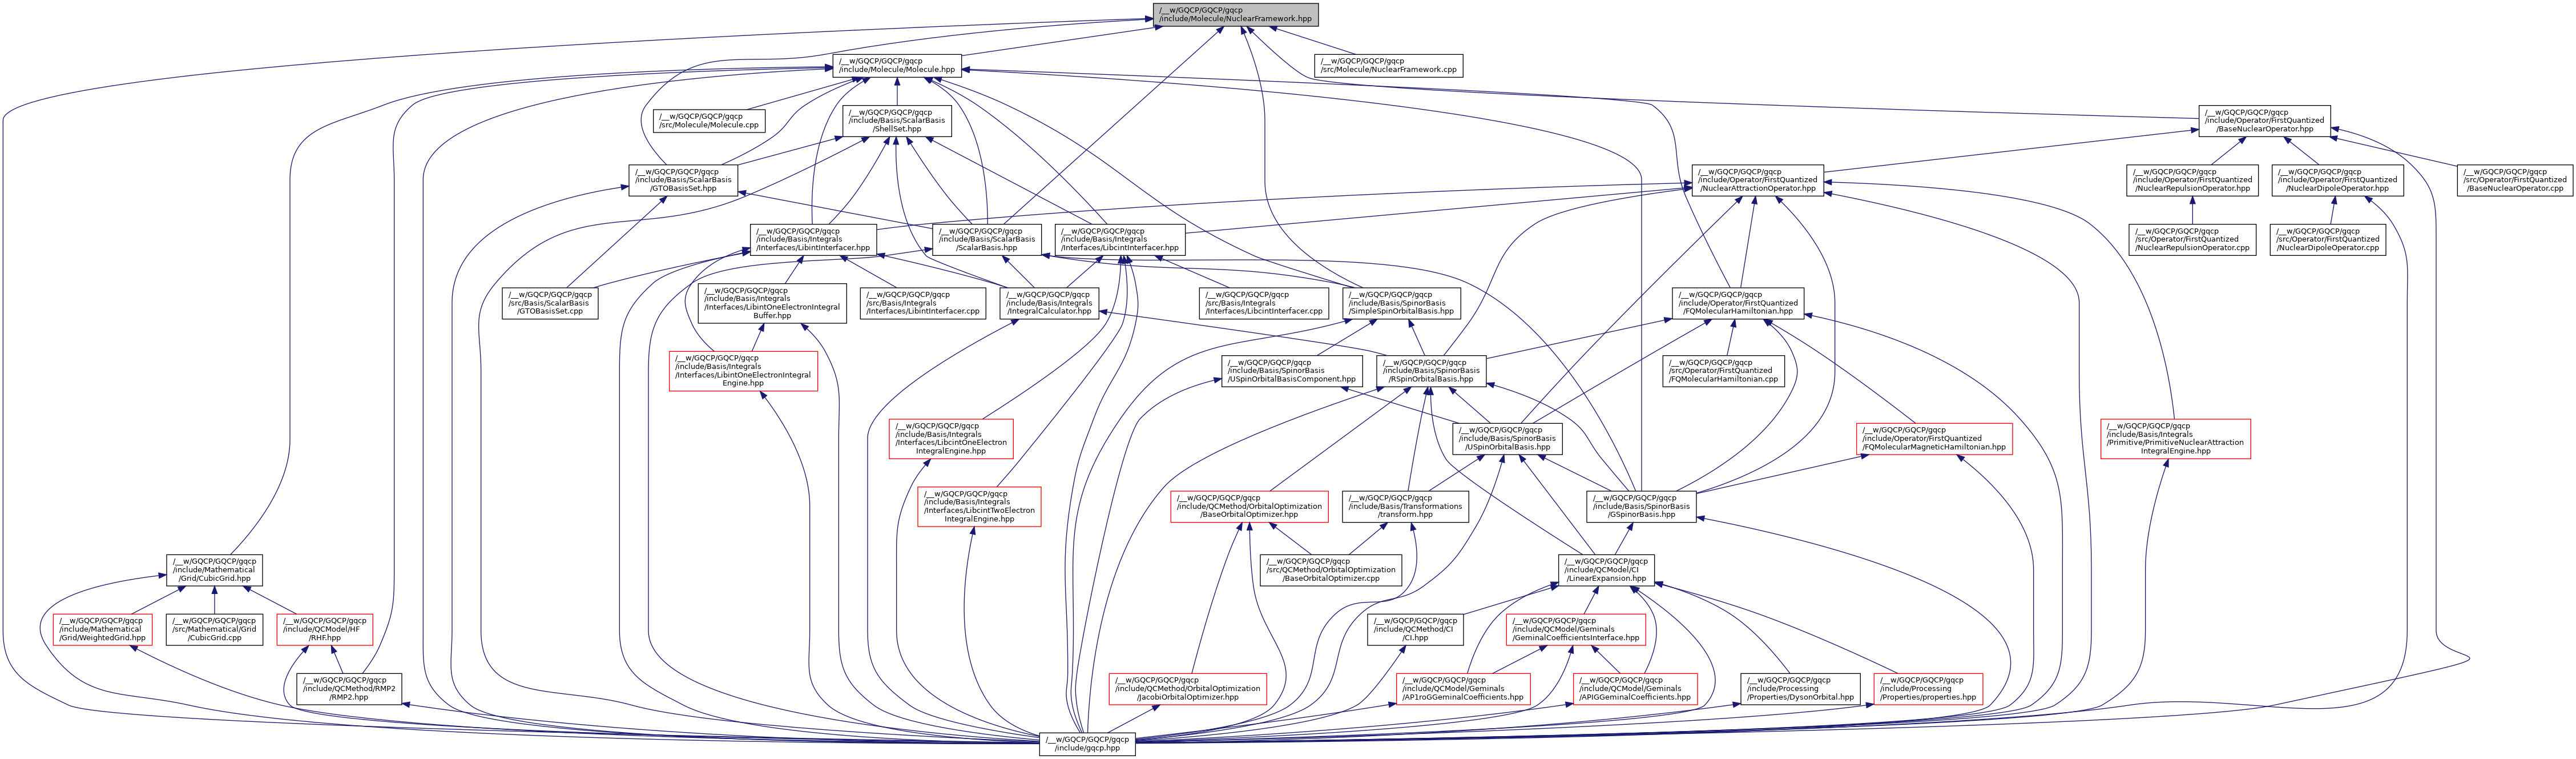 /__w/GQCP/GQCP/gqcp
/include/Molecule/NuclearFramework.hpp
/__w/GQCP/GQCP/gqcp
/include/Molecule/Molecule.hpp
/__w/GQCP/GQCP/gqcp
/src/Molecule/NuclearFramework.cpp
/__w/GQCP/GQCP/gqcp
/src/Molecule/Molecule.cpp
/__w/GQCP/GQCP/gqcp
/include/Basis/ScalarBasis
/ShellSet.hpp
/__w/GQCP/GQCP/gqcp
/include/Operator/FirstQuantized
/BaseNuclearOperator.hpp
/__w/GQCP/GQCP/gqcp
/include/Basis/ScalarBasis
/GTOBasisSet.hpp
/__w/GQCP/GQCP/gqcp
/include/Operator/FirstQuantized
/NuclearAttractionOperator.hpp
/__w/GQCP/GQCP/gqcp
/include/Operator/FirstQuantized
/NuclearRepulsionOperator.hpp
/__w/GQCP/GQCP/gqcp
/include/Operator/FirstQuantized
/NuclearDipoleOperator.hpp
/__w/GQCP/GQCP/gqcp
/src/Operator/FirstQuantized
/BaseNuclearOperator.cpp
/__w/GQCP/GQCP/gqcp
/include/Basis/Integrals
/Interfaces/LibintInterfacer.hpp
/__w/GQCP/GQCP/gqcp
/include/Basis/ScalarBasis
/ScalarBasis.hpp
/__w/GQCP/GQCP/gqcp
/include/Basis/Integrals
/Interfaces/LibcintInterfacer.hpp
/__w/GQCP/GQCP/gqcp
/src/Operator/FirstQuantized
/NuclearRepulsionOperator.cpp
/__w/GQCP/GQCP/gqcp
/src/Operator/FirstQuantized
/NuclearDipoleOperator.cpp
/__w/GQCP/GQCP/gqcp
/src/Basis/ScalarBasis
/GTOBasisSet.cpp
/__w/GQCP/GQCP/gqcp
/include/Basis/Integrals
/Interfaces/LibintOneElectronIntegral
Buffer.hpp
/__w/GQCP/GQCP/gqcp
/src/Basis/Integrals
/Interfaces/LibintInterfacer.cpp
/__w/GQCP/GQCP/gqcp
/include/Basis/Integrals
/IntegralCalculator.hpp
/__w/GQCP/GQCP/gqcp
/src/Basis/Integrals
/Interfaces/LibcintInterfacer.cpp
/__w/GQCP/GQCP/gqcp
/include/Basis/SpinorBasis
/SimpleSpinOrbitalBasis.hpp
/__w/GQCP/GQCP/gqcp
/include/Operator/FirstQuantized
/FQMolecularHamiltonian.hpp
/__w/GQCP/GQCP/gqcp
/include/Basis/Integrals
/Interfaces/LibintOneElectronIntegral
Engine.hpp
/__w/GQCP/GQCP/gqcp
/include/Basis/SpinorBasis
/USpinOrbitalBasisComponent.hpp
/__w/GQCP/GQCP/gqcp
/include/Basis/SpinorBasis
/RSpinOrbitalBasis.hpp
/__w/GQCP/GQCP/gqcp
/src/Operator/FirstQuantized
/FQMolecularHamiltonian.cpp
/__w/GQCP/GQCP/gqcp
/include/Basis/Integrals
/Interfaces/LibcintOneElectron
IntegralEngine.hpp
/__w/GQCP/GQCP/gqcp
/include/Basis/SpinorBasis
/USpinOrbitalBasis.hpp
/__w/GQCP/GQCP/gqcp
/include/Operator/FirstQuantized
/FQMolecularMagneticHamiltonian.hpp
/__w/GQCP/GQCP/gqcp
/include/Basis/Integrals
/Primitive/PrimitiveNuclearAttraction
IntegralEngine.hpp
/__w/GQCP/GQCP/gqcp
/include/Basis/Integrals
/Interfaces/LibcintTwoElectron
IntegralEngine.hpp
/__w/GQCP/GQCP/gqcp
/include/QCMethod/OrbitalOptimization
/BaseOrbitalOptimizer.hpp
/__w/GQCP/GQCP/gqcp
/include/Basis/Transformations
/transform.hpp
/__w/GQCP/GQCP/gqcp
/include/Basis/SpinorBasis
/GSpinorBasis.hpp
/__w/GQCP/GQCP/gqcp
/include/Mathematical
/Grid/CubicGrid.hpp
/__w/GQCP/GQCP/gqcp
/src/QCMethod/OrbitalOptimization
/BaseOrbitalOptimizer.cpp
/__w/GQCP/GQCP/gqcp
/include/QCModel/CI
/LinearExpansion.hpp
/__w/GQCP/GQCP/gqcp
/include/Mathematical
/Grid/WeightedGrid.hpp
/__w/GQCP/GQCP/gqcp
/src/Mathematical/Grid
/CubicGrid.cpp
/__w/GQCP/GQCP/gqcp
/include/QCModel/HF
/RHF.hpp
/__w/GQCP/GQCP/gqcp
/include/QCMethod/CI
/CI.hpp
/__w/GQCP/GQCP/gqcp
/include/QCModel/Geminals
/GeminalCoefficientsInterface.hpp
/__w/GQCP/GQCP/gqcp
/include/QCMethod/RMP2
/RMP2.hpp
/__w/GQCP/GQCP/gqcp
/include/QCMethod/OrbitalOptimization
/JacobiOrbitalOptimizer.hpp
/__w/GQCP/GQCP/gqcp
/include/QCModel/Geminals
/AP1roGGeminalCoefficients.hpp
/__w/GQCP/GQCP/gqcp
/include/QCModel/Geminals
/APIGGeminalCoefficients.hpp
/__w/GQCP/GQCP/gqcp
/include/Processing
/Properties/DysonOrbital.hpp
/__w/GQCP/GQCP/gqcp
/include/Processing
/Properties/properties.hpp
/__w/GQCP/GQCP/gqcp
/include/gqcp.hpp